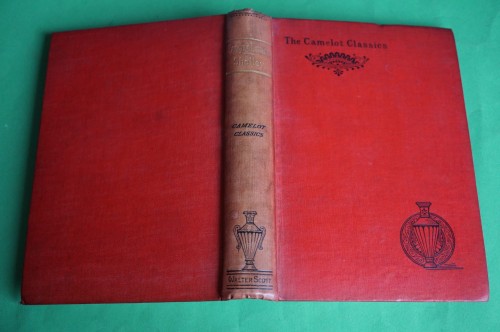 The Camelot Classics
CAMELOT
CLASSICS
WALTER SCOTT